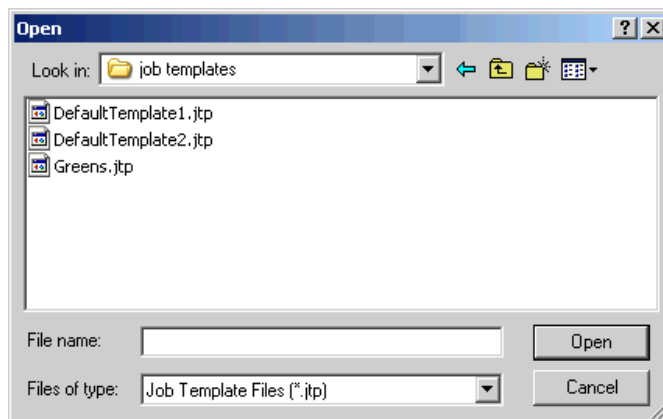 Open
Look in: job templates
DefaultTemplate1.jtp
DefaultTemplate2.jtp
Greens.jtp
File name: Open
Files of type: Job Template Files (*.jtp) Cancel